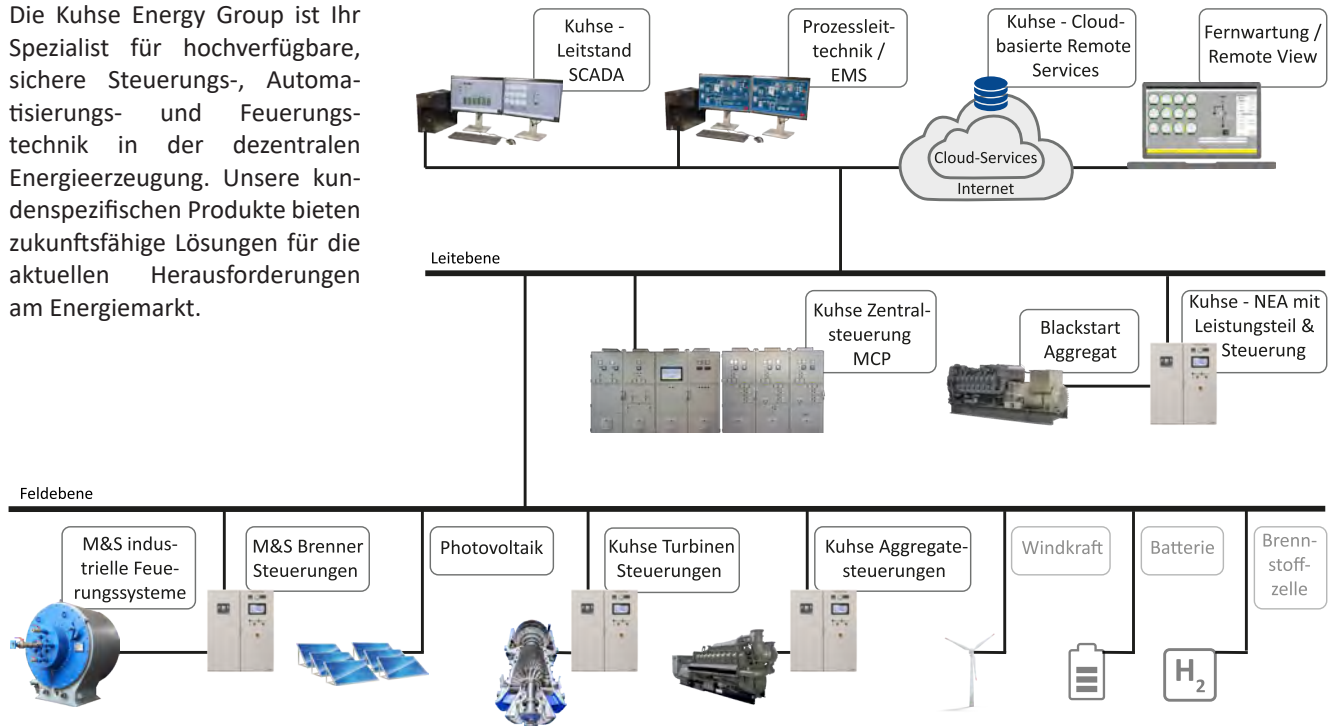 Die Kuhse Energy Group ist Ihr
Spezialist für hochverfügbare,
sichere Steuerungs-, Automa-
tisierungs- und Feuerungs-
technik in der dezentralen
Energieerzeugung. Unsere kun-
denspezifischen Produkte bieten
zukunftsfähige Lösungen für die
aktuellen Herausforderungen
am Energiemarkt.
Kuhse -
Leitstand
SCADA
Prozessleit-
technik /
EMS
Kuhse - Cloud-
basierte Remote
Services
Fernwartung /
Remote View
Cloud-Services
Internet
Leitebene
Kuhse Zentral-
steuerung
MCP
Blackstart
Aggregat
Kuhse - NEA mit
Leistungsteil &
Steuerung
Feldebene
M&S indus-
trielle Feue-
rungssysteme
M&S Brenner
Steuerungen
Photovoltaik
Kuhse Turbinen
Steuerungen
Kuhse Aggregate-
steuerungen
Windkraft
Batterie
Brenn-
stoff-
zelle
H2